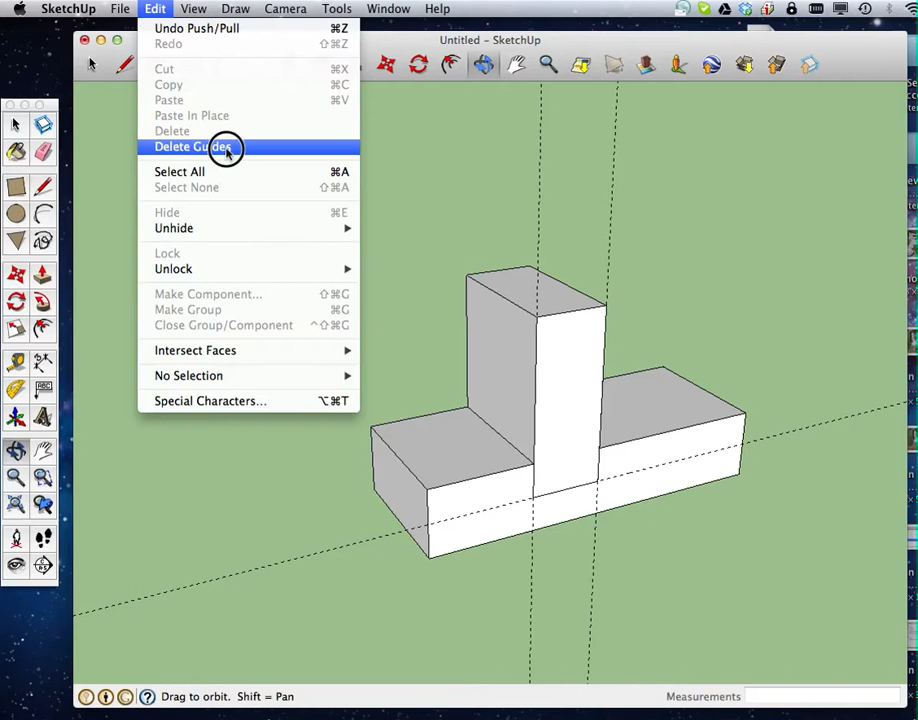 SketchUp File Edit View Draw Camera Tools Window Help
Untitled - SketchUp
Undo Push/Pull ⌘Z
Redo ⇧⌘Z
Cut ⌘X
Copy ⌘C
Paste ⌘V
Paste In Place
Delete
Delete Guides
Select All ⌘A
Select None ⇧⌘A
Hide ⌘E
Unhide
Lock
Unlock
Make Component... ⇧⌘G
Make Group ⌘G
Close Group/Component ^⇧⌘G
Intersect Faces
No Selection
Special Characters... ⌥⌘T
Drag to orbit. Shift = Pan
Measurements